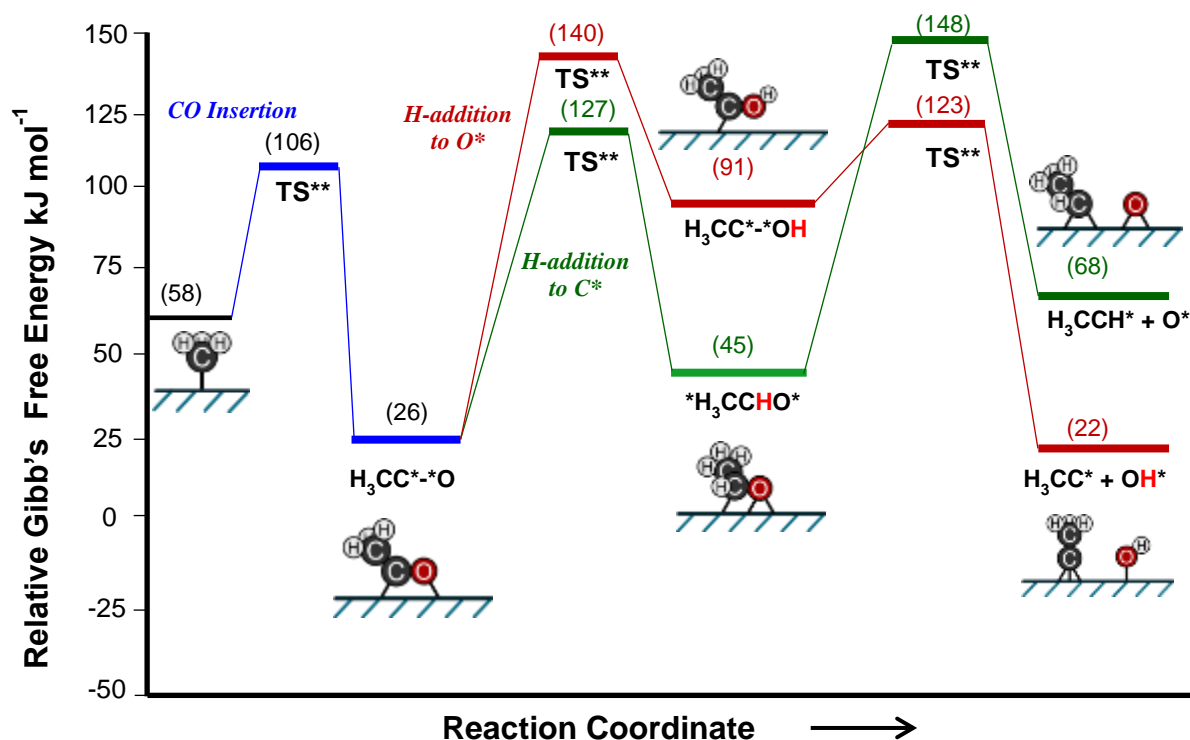 Relative Gibb's Free Energy kJ mol-1
150
125
100
75
50
25
0
-25
-50
CO Insertion
(106)
TS**
(58)
H H H
C
(26)
H3CC*-*O
H H H
C
C O
H-addition
to O*
(140)
TS**
(127)
TS**
H-addition
to C*
H H H
C
C O H
(91)
H3CC*-*OH
(45)
*H3CCHO*
H H H
C
H C O
(148)
TS**
(123)
TS**
H H H
C
H C O
(68)
H3CCH* + O*
(22)
H3CC* + OH*
H H H
C
C
O H
Reaction Coordinate